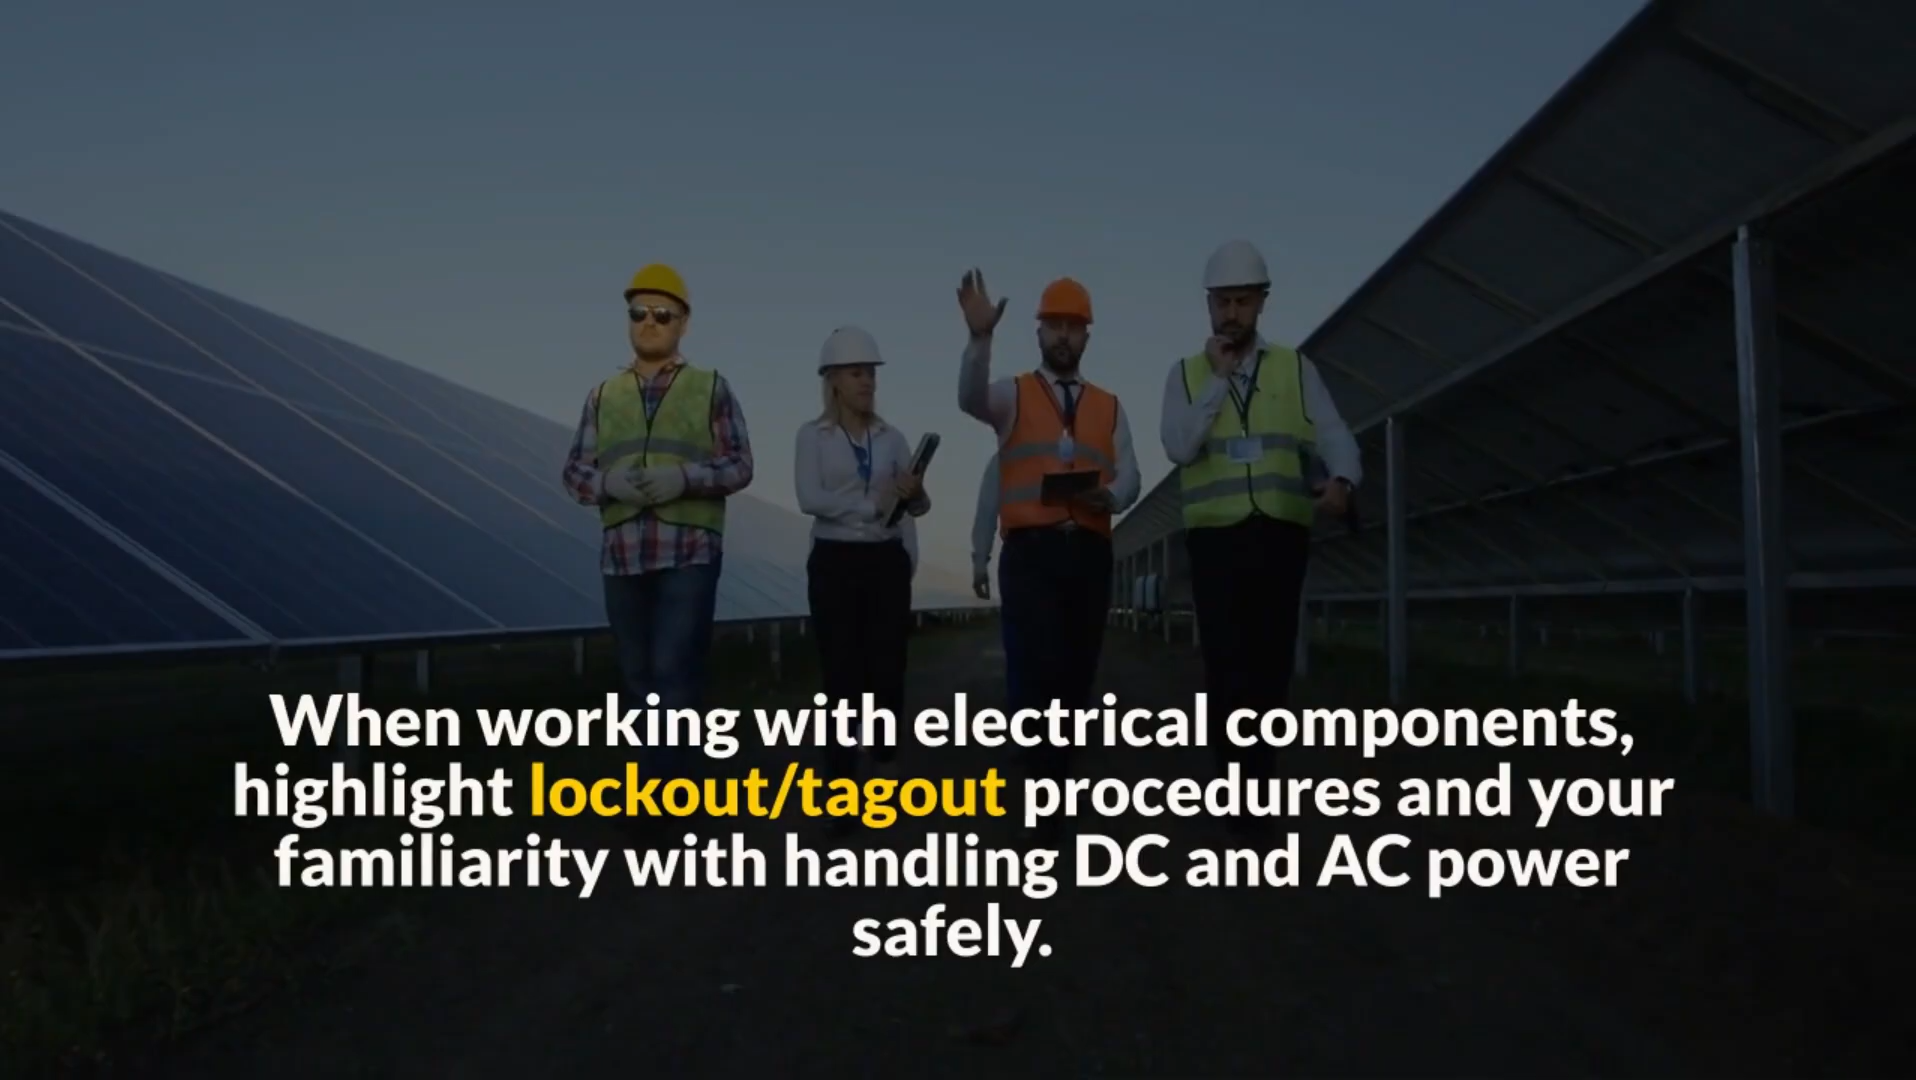 When working with electrical components,
highlight lockout/tagout procedures and your
familiarity with handling DC and AC power
safely.